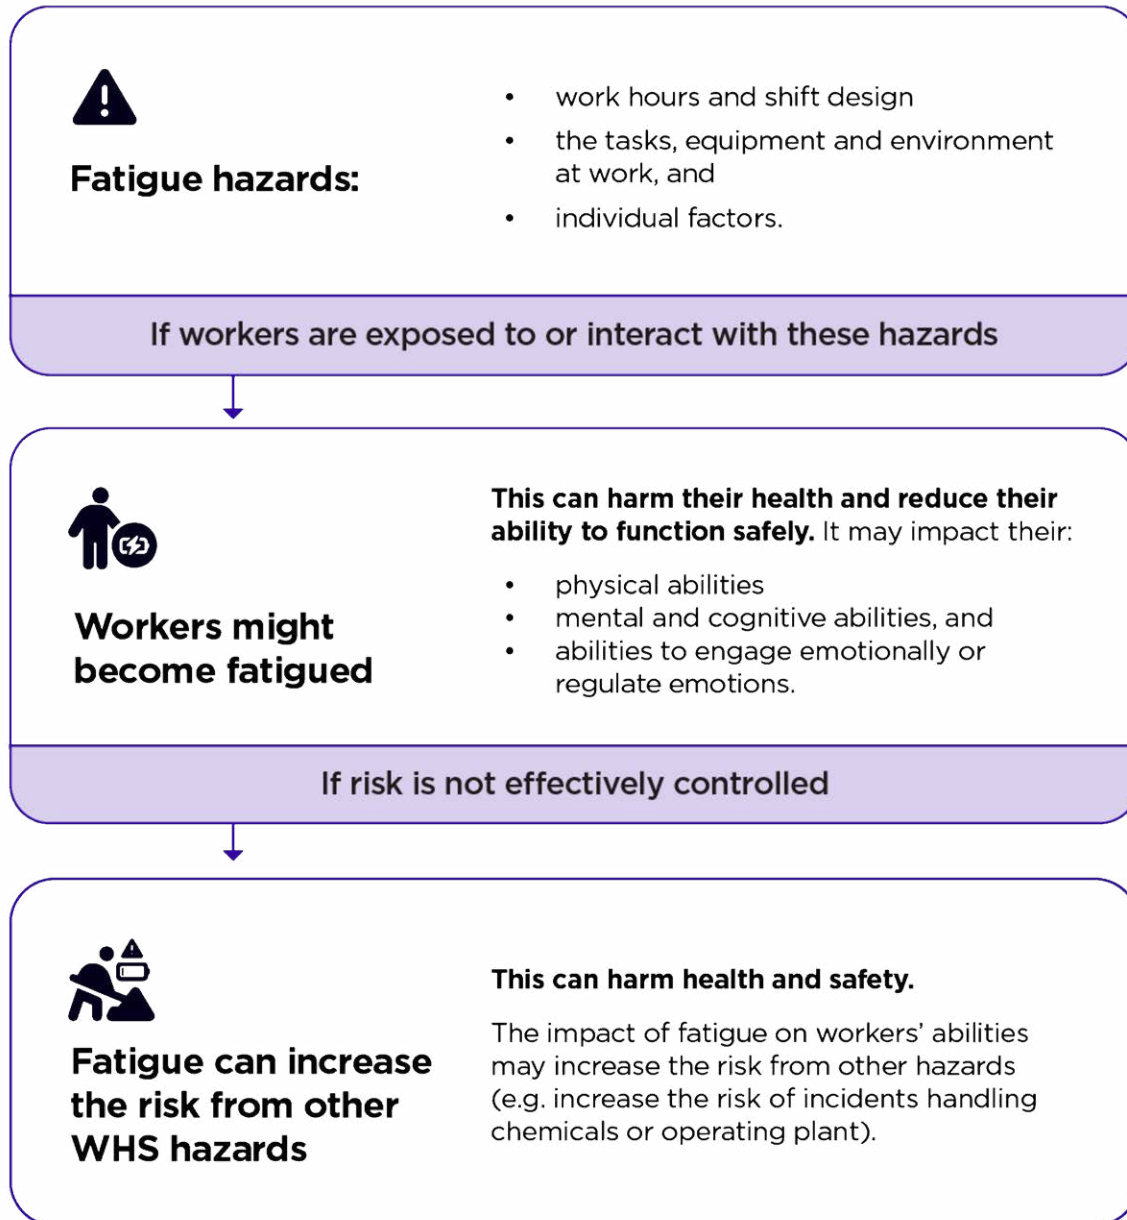 Fatigue hazards:
• work hours and shift design
• the tasks, equipment and environment
at work, and
• individual factors.
If workers are exposed to or interact with these hazards
Workers might
become fatigued
This can harm their health and reduce their
ability to function safely. It may impact their:
• physical abilities
• mental and cognitive abilities, and
• abilities to engage emotionally or
regulate emotions.
If risk is not effectively controlled
Fatigue can increase
the risk from other
WHS hazards
This can harm health and safety.
The impact of fatigue on workers’ abilities
may increase the risk from other hazards
(e.g. increase the risk of incidents handling
chemicals or operating plant).